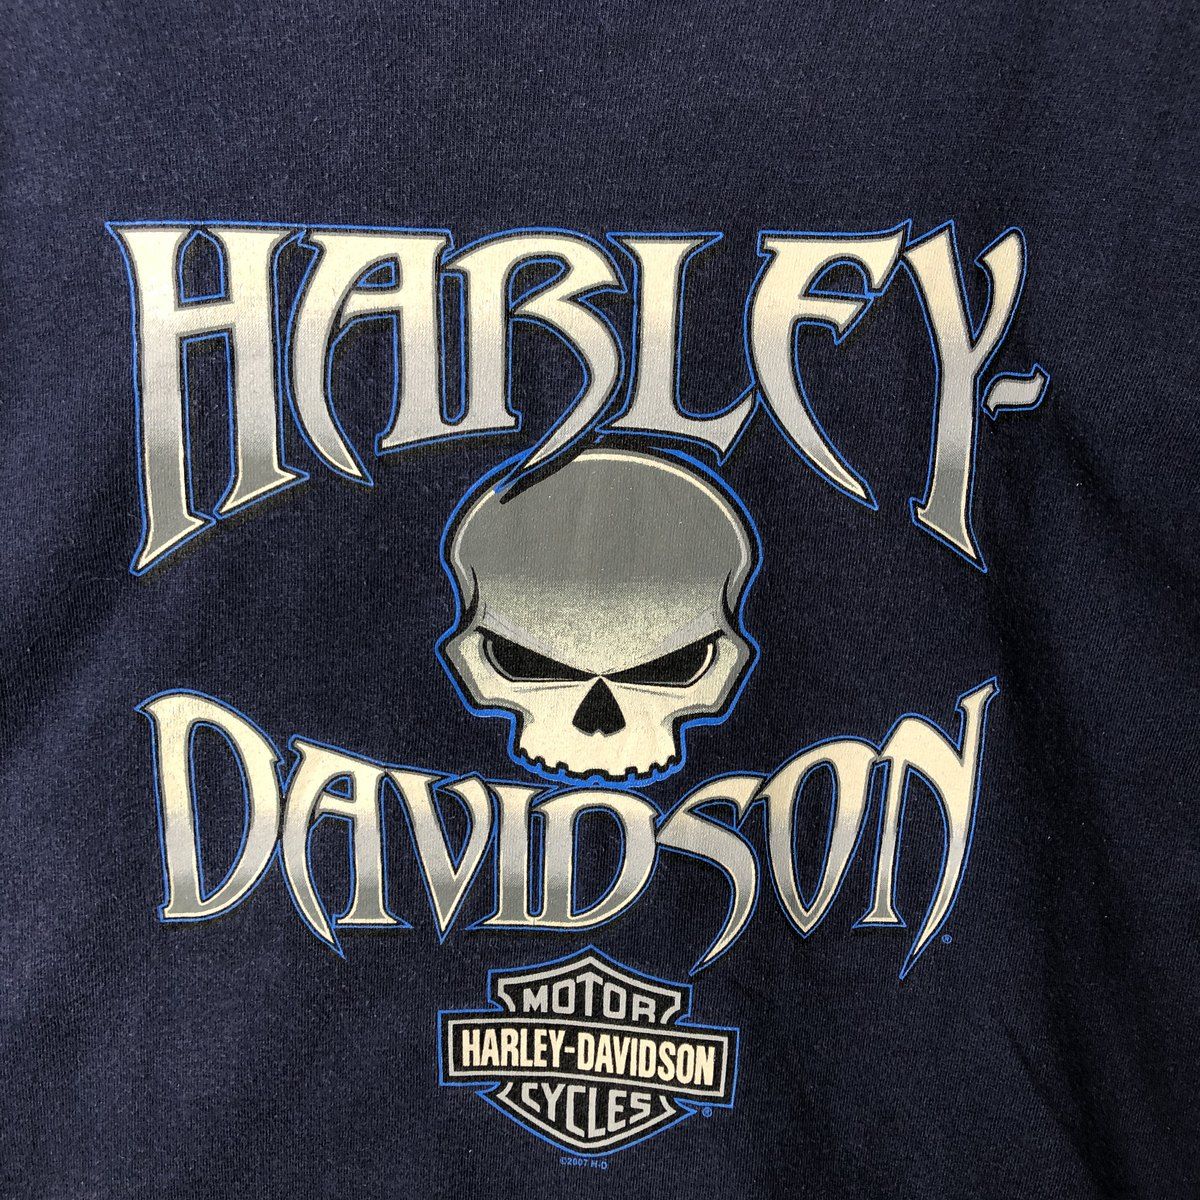 HARLEY-
DAVIDSON®
MOTOR
HARLEY-DAVIDSON
CYCLES®
©2007 H-D